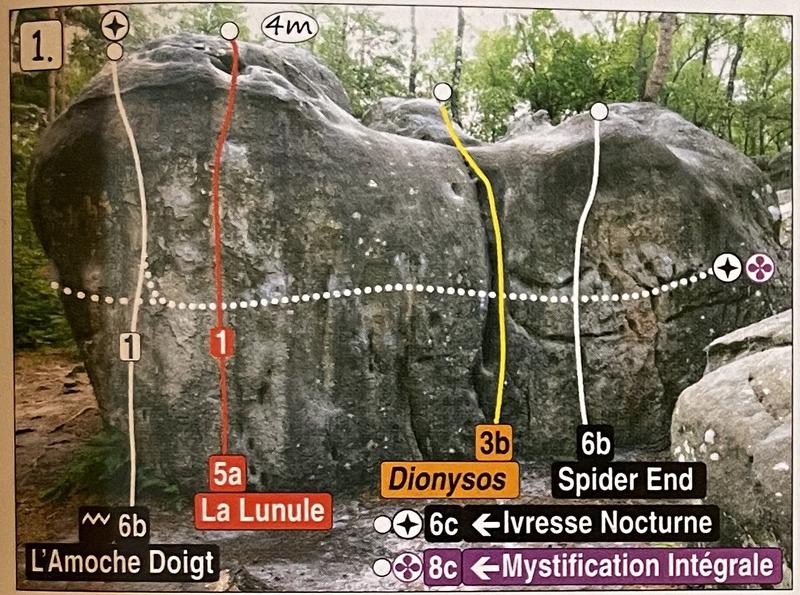 1.
4m
1
1
3b
6b
5a
Dionysos
Spider End
La Lunule
6b
6c ←Ivresse Nocturne
L'Amoche Doigt
8c ←Mystification Intégrale